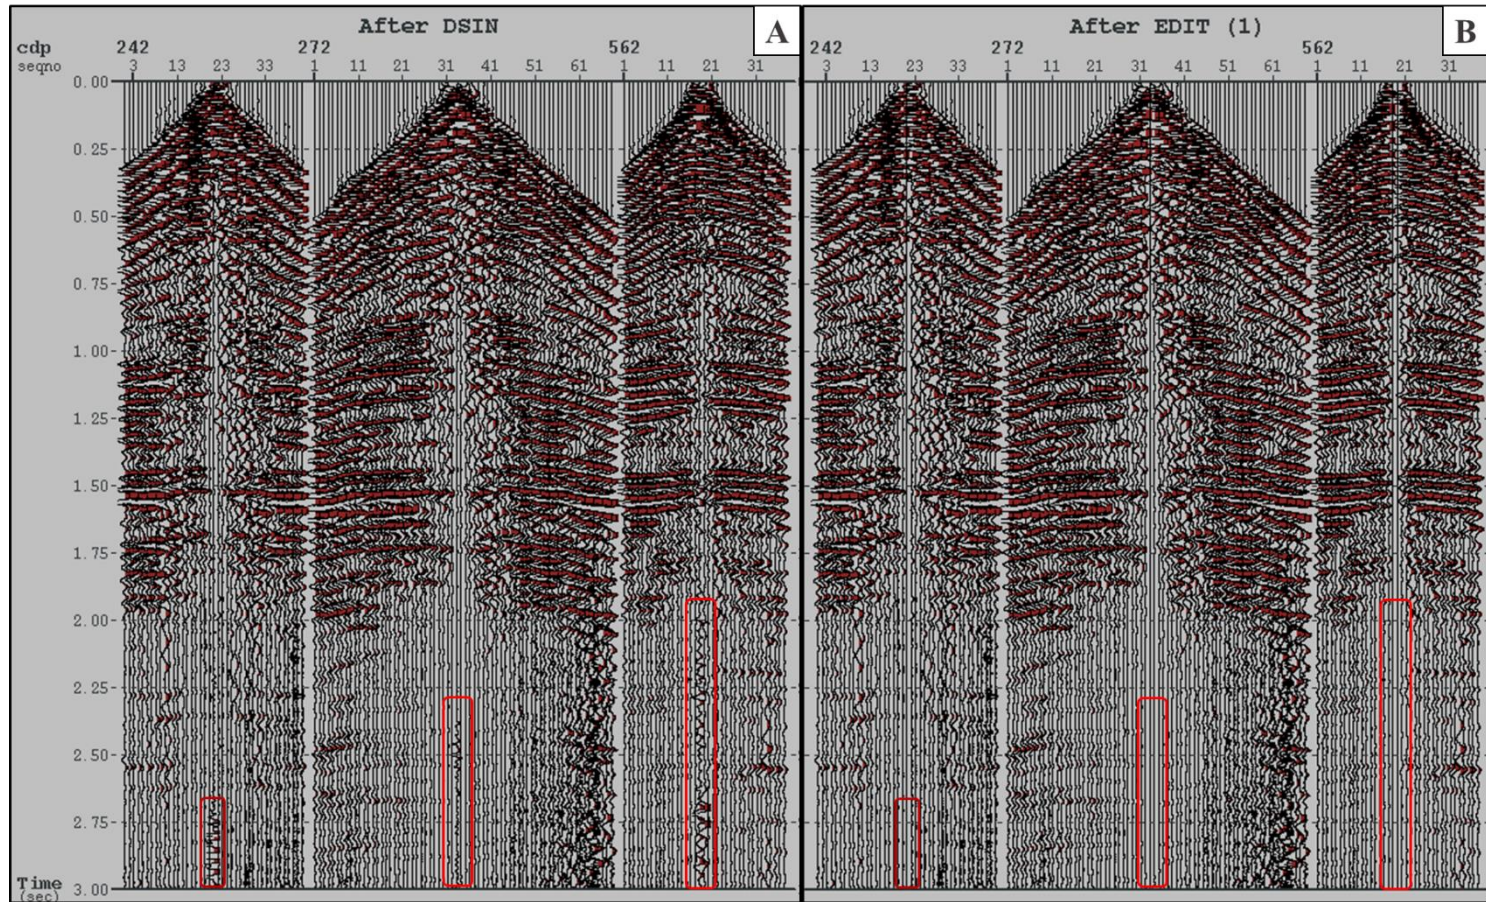 After DSIN A
cdp 242 272 562
seqno 3 13 23 33 1 11 21 31 41 51 61 1 11 21 31
0.00
0.25
0.50
0.75
1.00
1.25
1.50
1.75
2.00
2.25
2.50
2.75
Time 3.00
(sec)
After EDIT (1) B
242 272 562
3 13 23 33 1 11 21 31 41 51 61 1 11 21 31